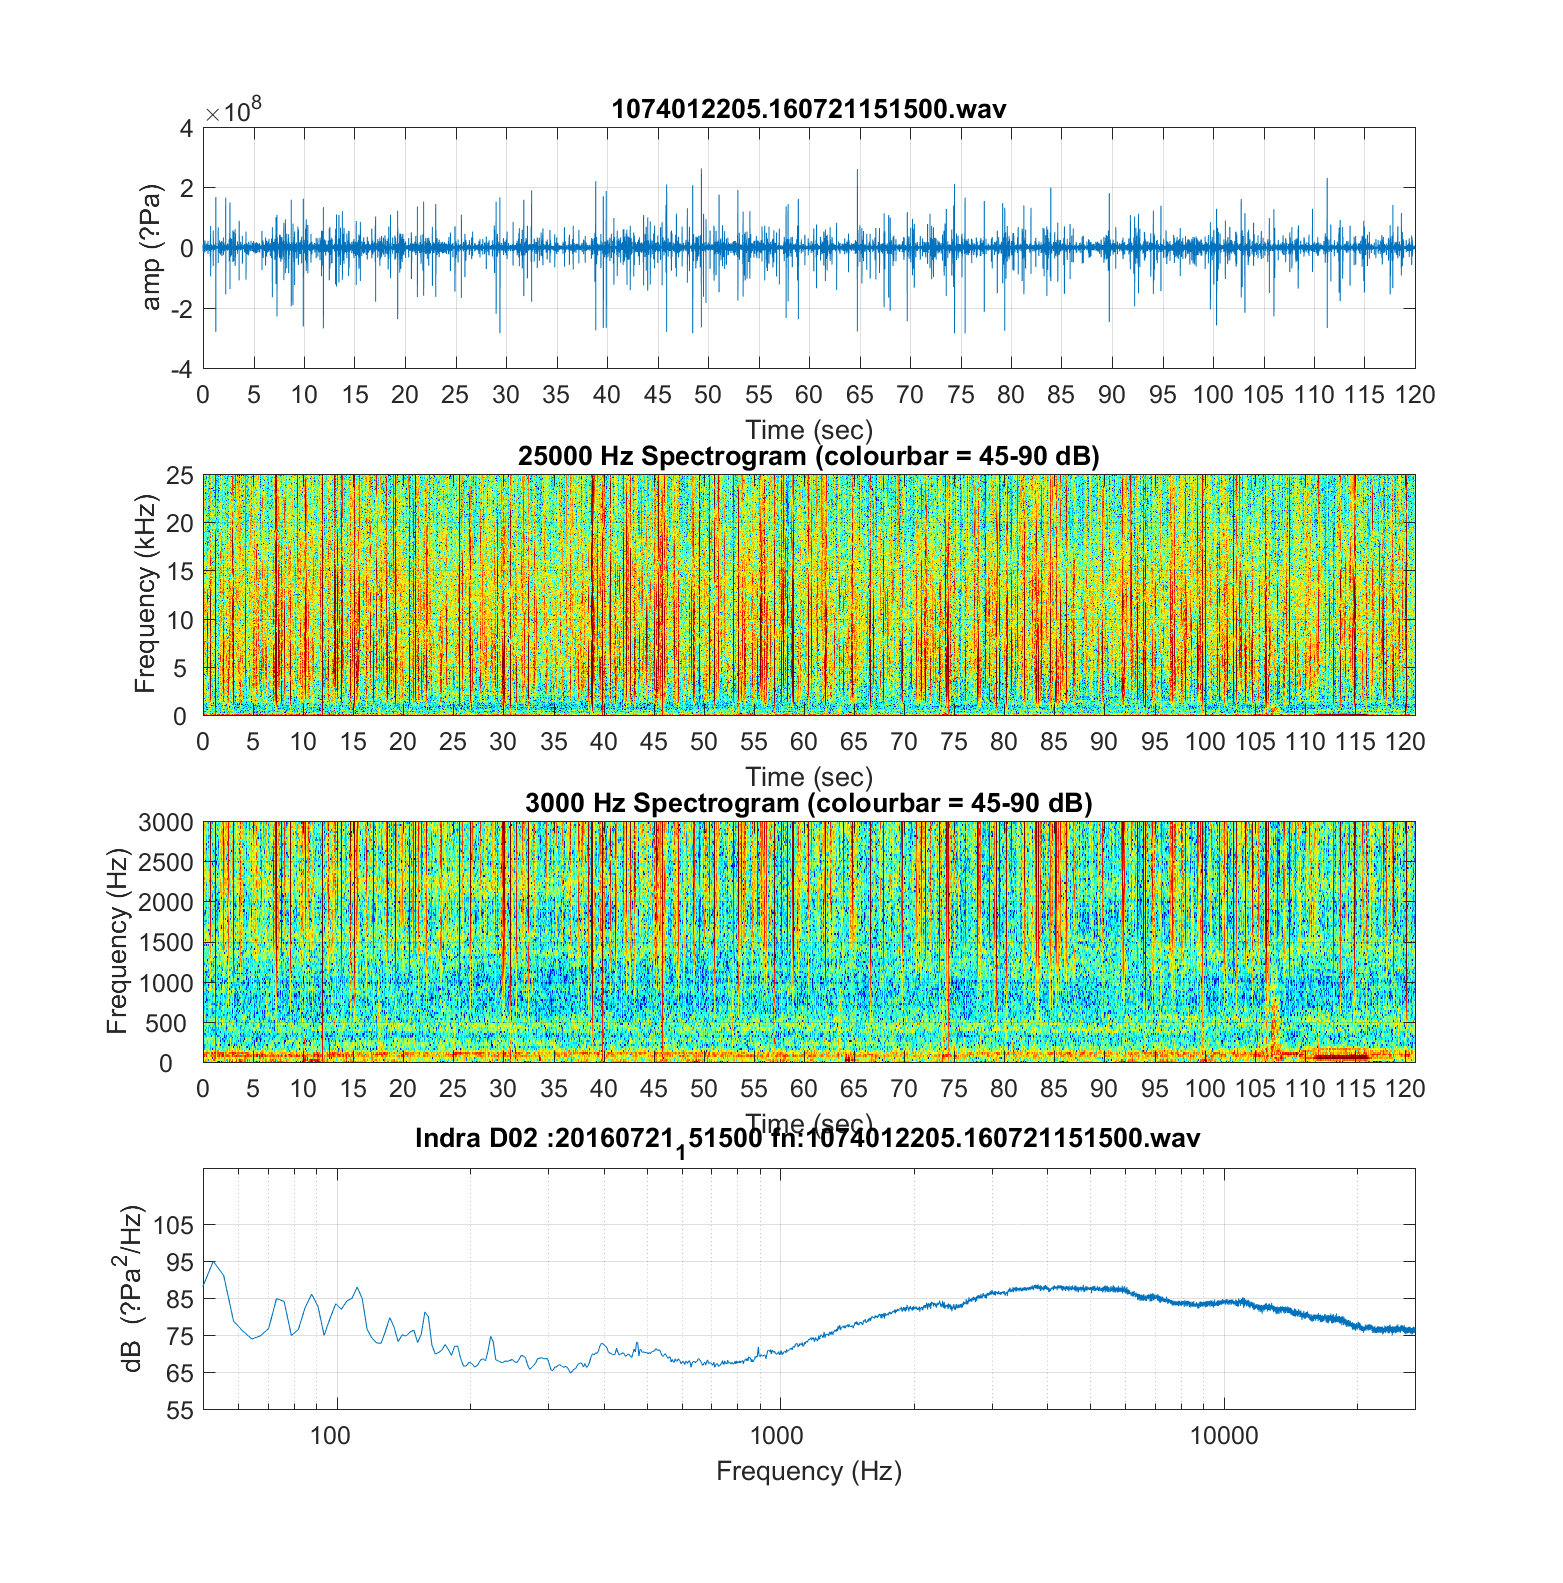 ×10^8
1074012205.160721151500.wav
4
2
0
-2
-4
amp (?Pa)
0 5 10 15 20 25 30 35 40 45 50 55 60 65 70 75 80 85 90 95 100 105 110 115 120
Time (sec)
25000 Hz Spectrogram (colourbar = 45-90 dB)
25
20
15
10
5
0
Frequency (kHz)
0 5 10 15 20 25 30 35 40 45 50 55 60 65 70 75 80 85 90 95 100 105 110 115 120
Time (sec)
3000 Hz Spectrogram (colourbar = 45-90 dB)
3000
2500
2000
1500
1000
500
0
Frequency (Hz)
0 5 10 15 20 25 30 35 40 45 50 55 60 65 70 75 80 85 90 95 100 105 110 115 120
Time (sec)
Indra D02 :20160721_151500 fn:1074012205.160721151500.wav
105
95
85
75
65
55
dB (?Pa^2/Hz)
100 1000 10000
Frequency (Hz)